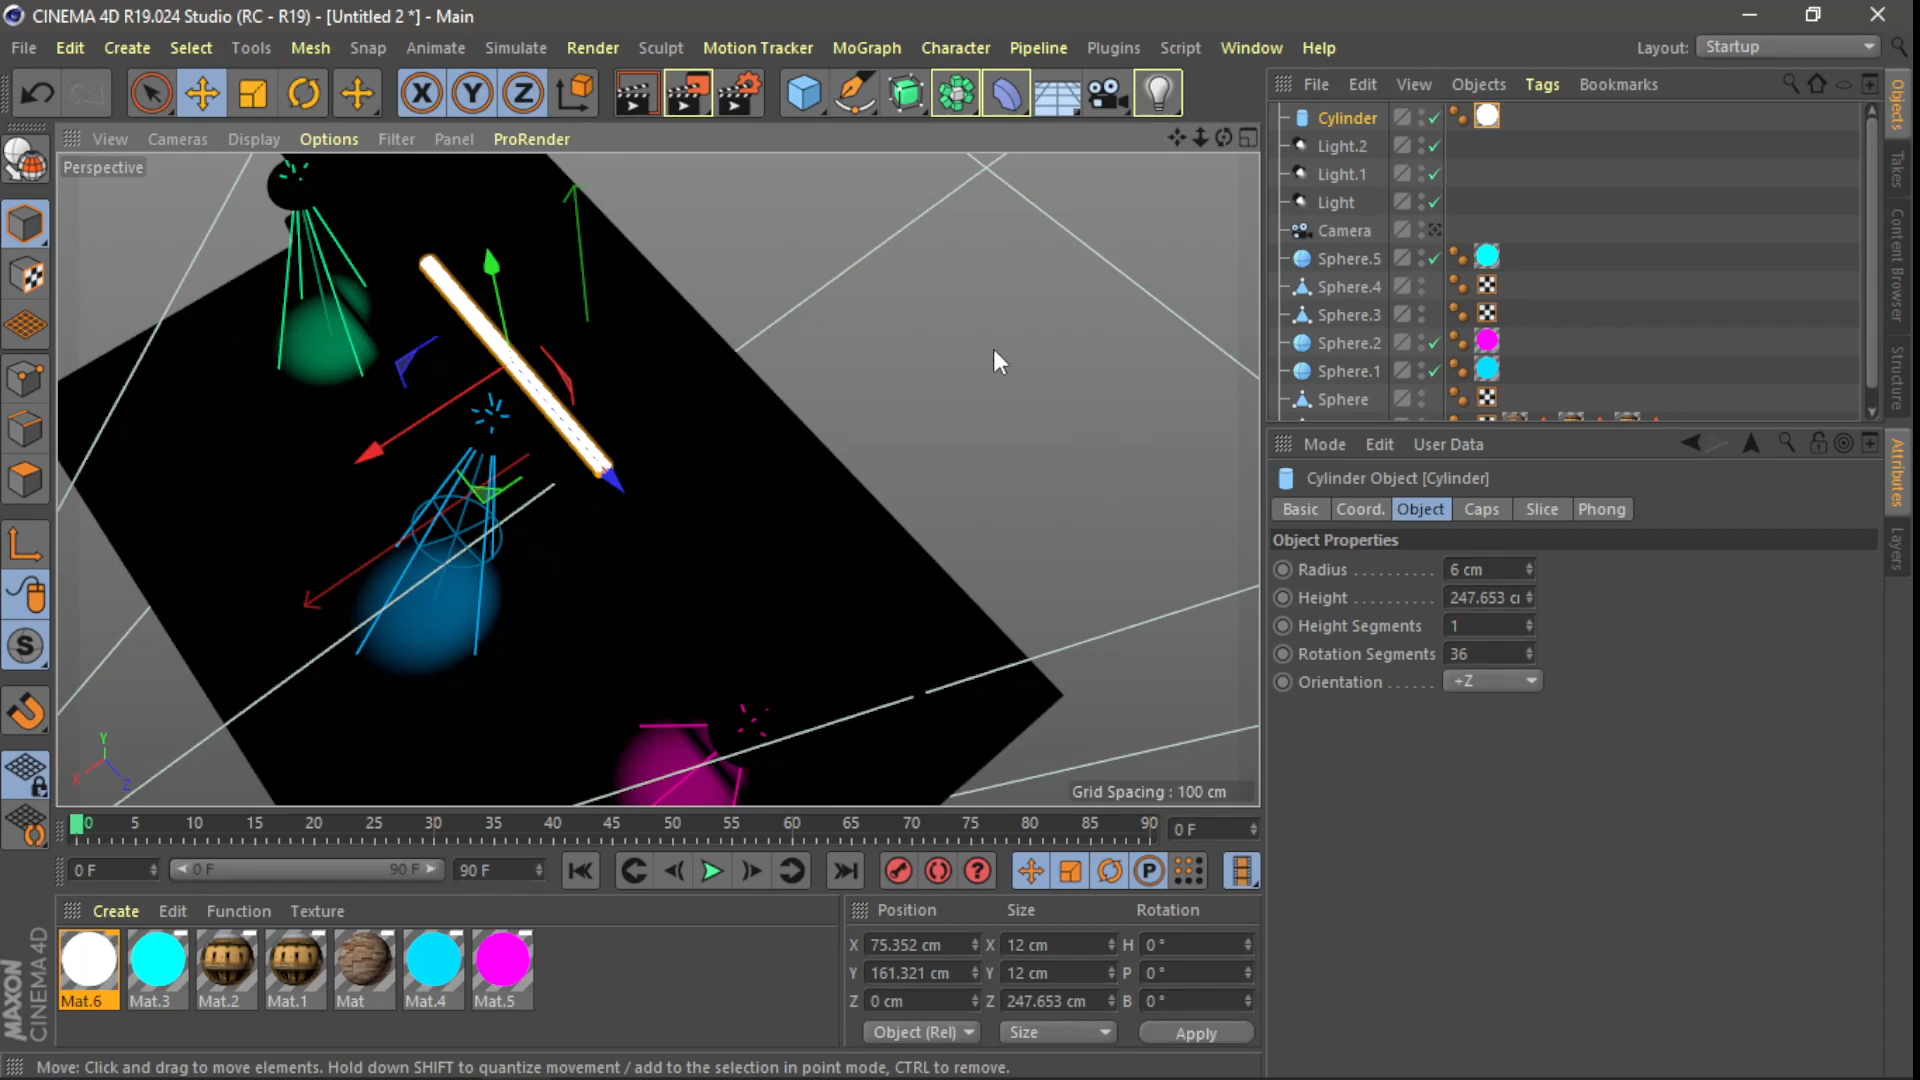 CINEMA 4D R19.024 Studio (RC - R19) - [Untitled 2 *] - Main
File Edit Create Select Tools Mesh Snap Animate Simulate Render Sculpt Motion Tracker MoGraph Character Pipeline Plugins Script Window Help Layout: Startup
X Y Z
File Edit View Objects Tags Bookmarks
View Cameras Display Options Filter Panel ProRender
Perspective
Cylinder
Light.2
Light.1
Light
Camera
Sphere.5
Sphere.4
Sphere.3
Sphere.2
Sphere.1
Sphere
Objects
Takes
Content Browser
Structure
Mode Edit User Data
Cylinder Object [Cylinder]
Basic Coord. Object Caps Slice Phong
Object Properties
Radius . . . . . . . . . . 6 cm
Height . . . . . . . . . . 247.653 c
Height Segments 1
Rotation Segments 36
Orientation . . . . . . +Z
Attributes
Layers
S
Y
X
Z
Grid Spacing : 100 cm
0 5 10 15 20 25 30 35 40 45 50 55 60 65 70 75 80 85 90 0 F
0 F 0 F 90 F 90 F ? P
Create Edit Function Texture
Mat.6 Mat.3 Mat.2 Mat.1 Mat Mat.4 Mat.5
Position Size Rotation
X 75.352 cm X 12 cm H 0 °
Y 161.321 cm Y 12 cm P 0 °
Z 0 cm Z 247.653 cm B 0 °
Object (Rel) Size Apply
MAXON
CINEMA 4D
Move: Click and drag to move elements. Hold down SHIFT to quantize movement / add to the selection in point mode, CTRL to remove.